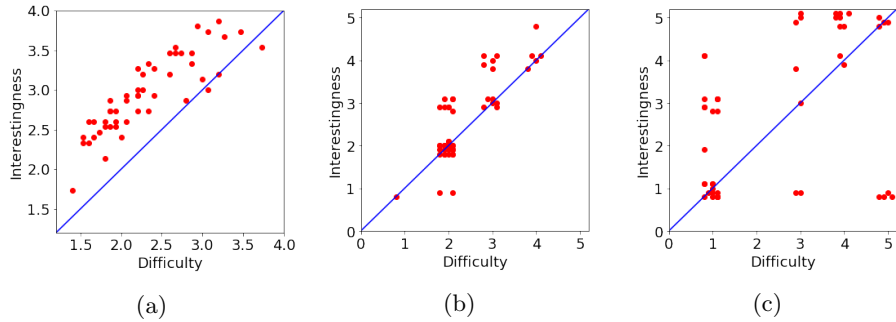 4.0
3.5
3.0
2.5
2.0
1.5
Interestingness
1.5 2.0 2.5 3.0 3.5 4.0
Difficulty
(a)
5
4
3
2
1
0
Interestingness
0 1 2 3 4 5
Difficulty
(b)
5
4
3
2
1
0
Interestingness
0 1 2 3 4 5
Difficulty
(c)